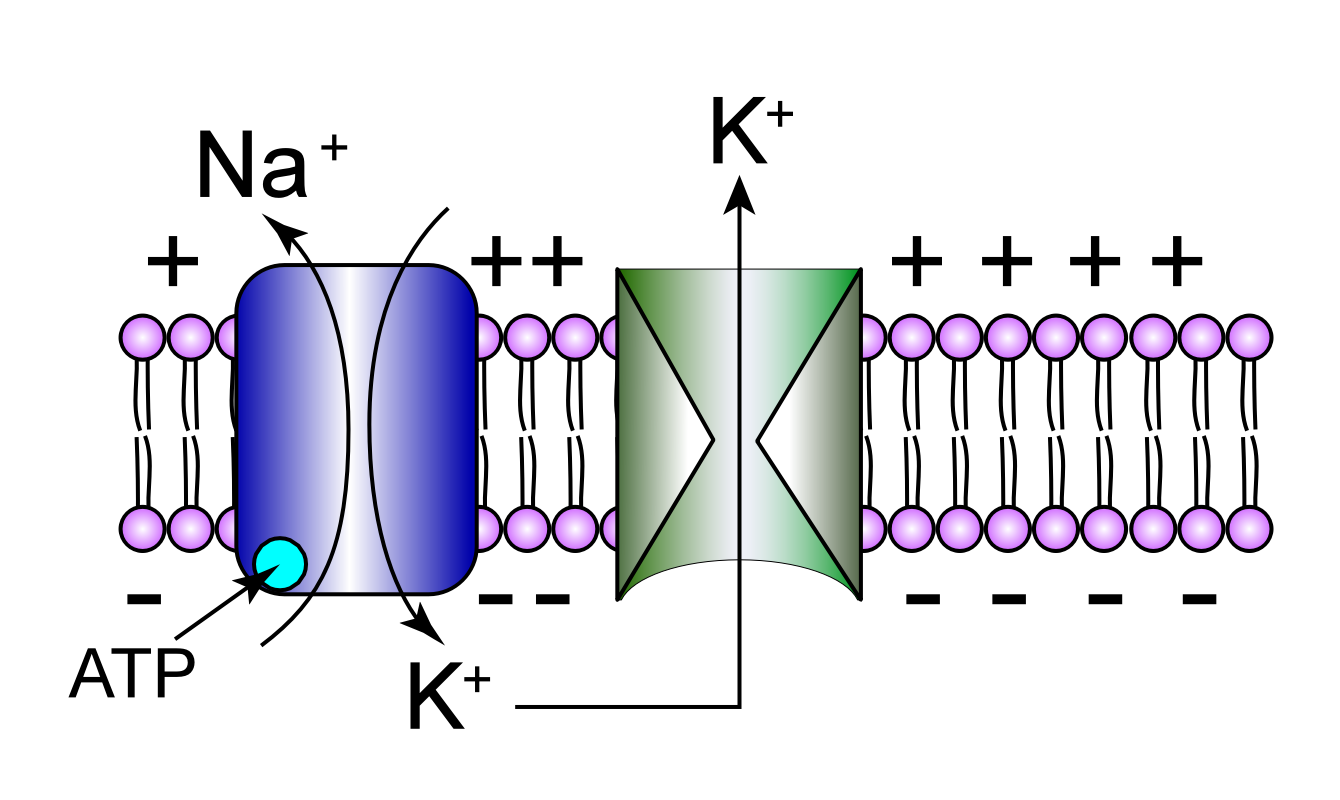 K⁺
Na⁺
+ ++ + + + +
- -- - - - -
ATP
K⁺